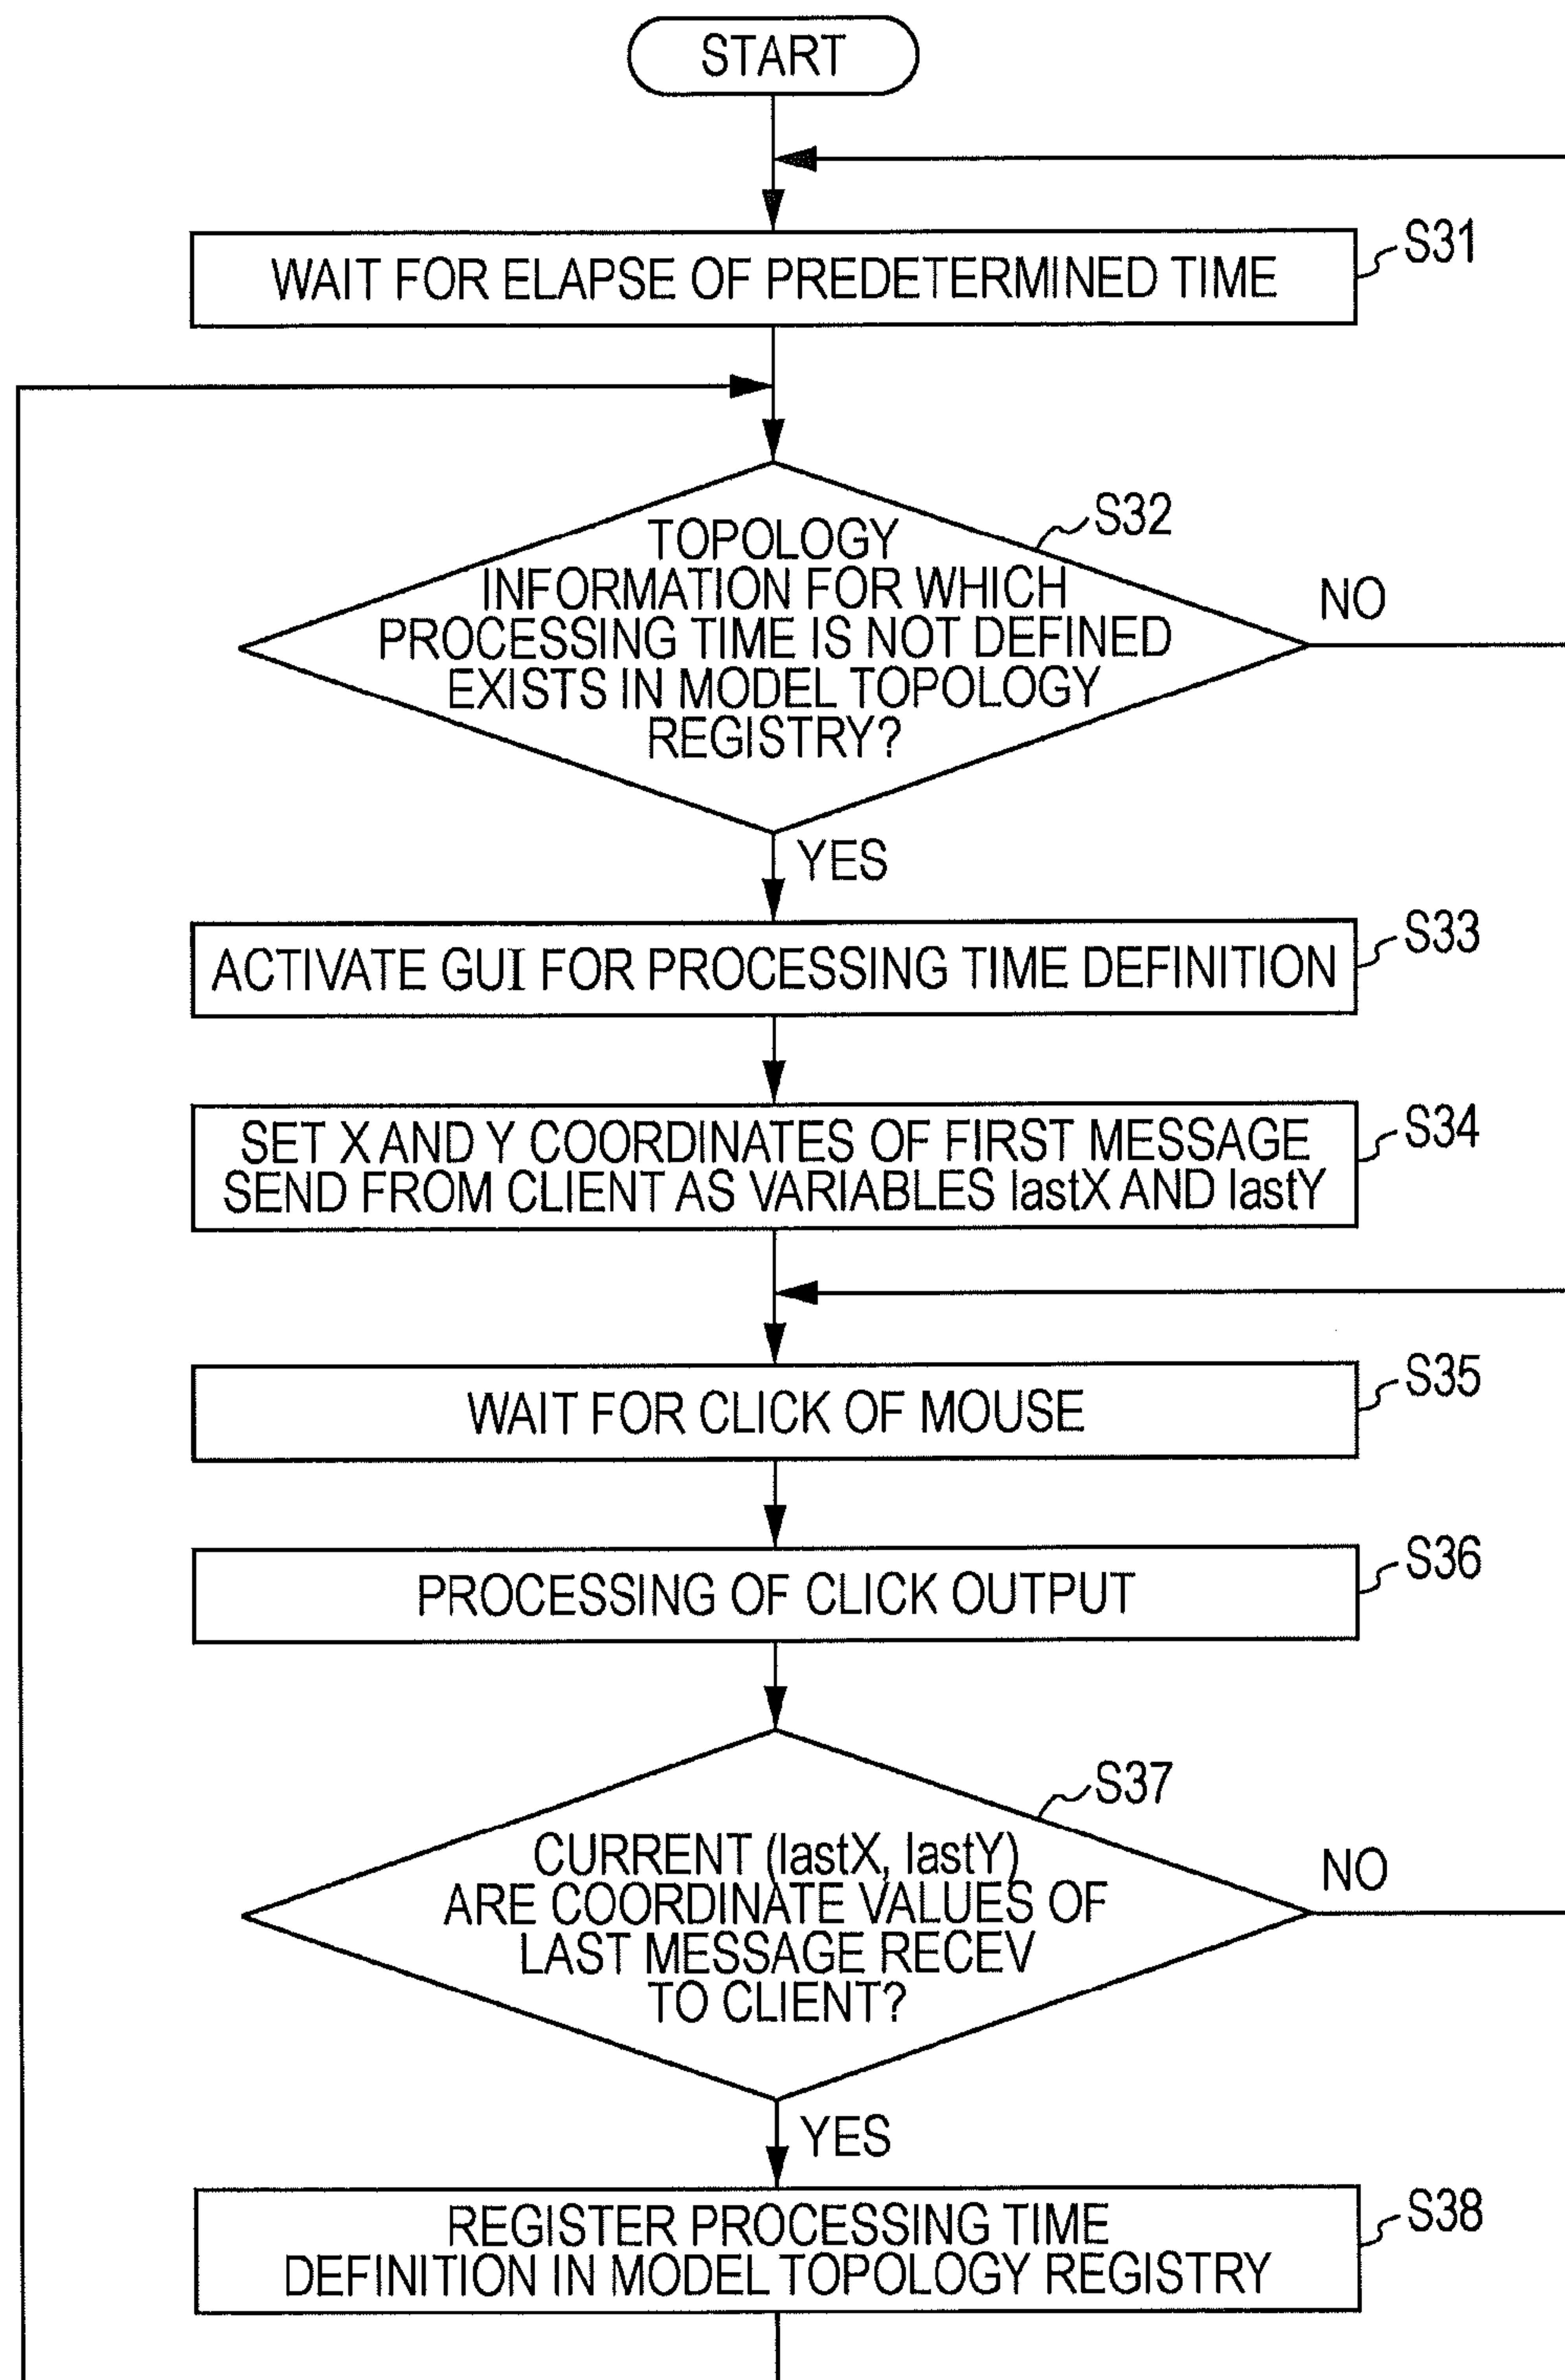 START
WAIT FOR ELAPSE OF PREDETERMINED TIME
S31
TOPOLOGY
INFORMATION FOR WHICH
PROCESSING TIME IS NOT DEFINED
EXISTS IN MODEL TOPOLOGY
REGISTRY?
S32
NO
YES
ACTIVATE GUI FOR PROCESSING TIME DEFINITION
S33
SET X AND Y COORDINATES OF FIRST MESSAGE
SEND FROM CLIENT AS VARIABLES lastX AND lastY
S34
WAIT FOR CLICK OF MOUSE
S35
PROCESSING OF CLICK OUTPUT
S36
CURRENT (lastX, lastY)
ARE COORDINATE VALUES OF
LAST MESSAGE RECEV
TO CLIENT?
S37
NO
YES
REGISTER PROCESSING TIME
DEFINITION IN MODEL TOPOLOGY REGISTRY
S38